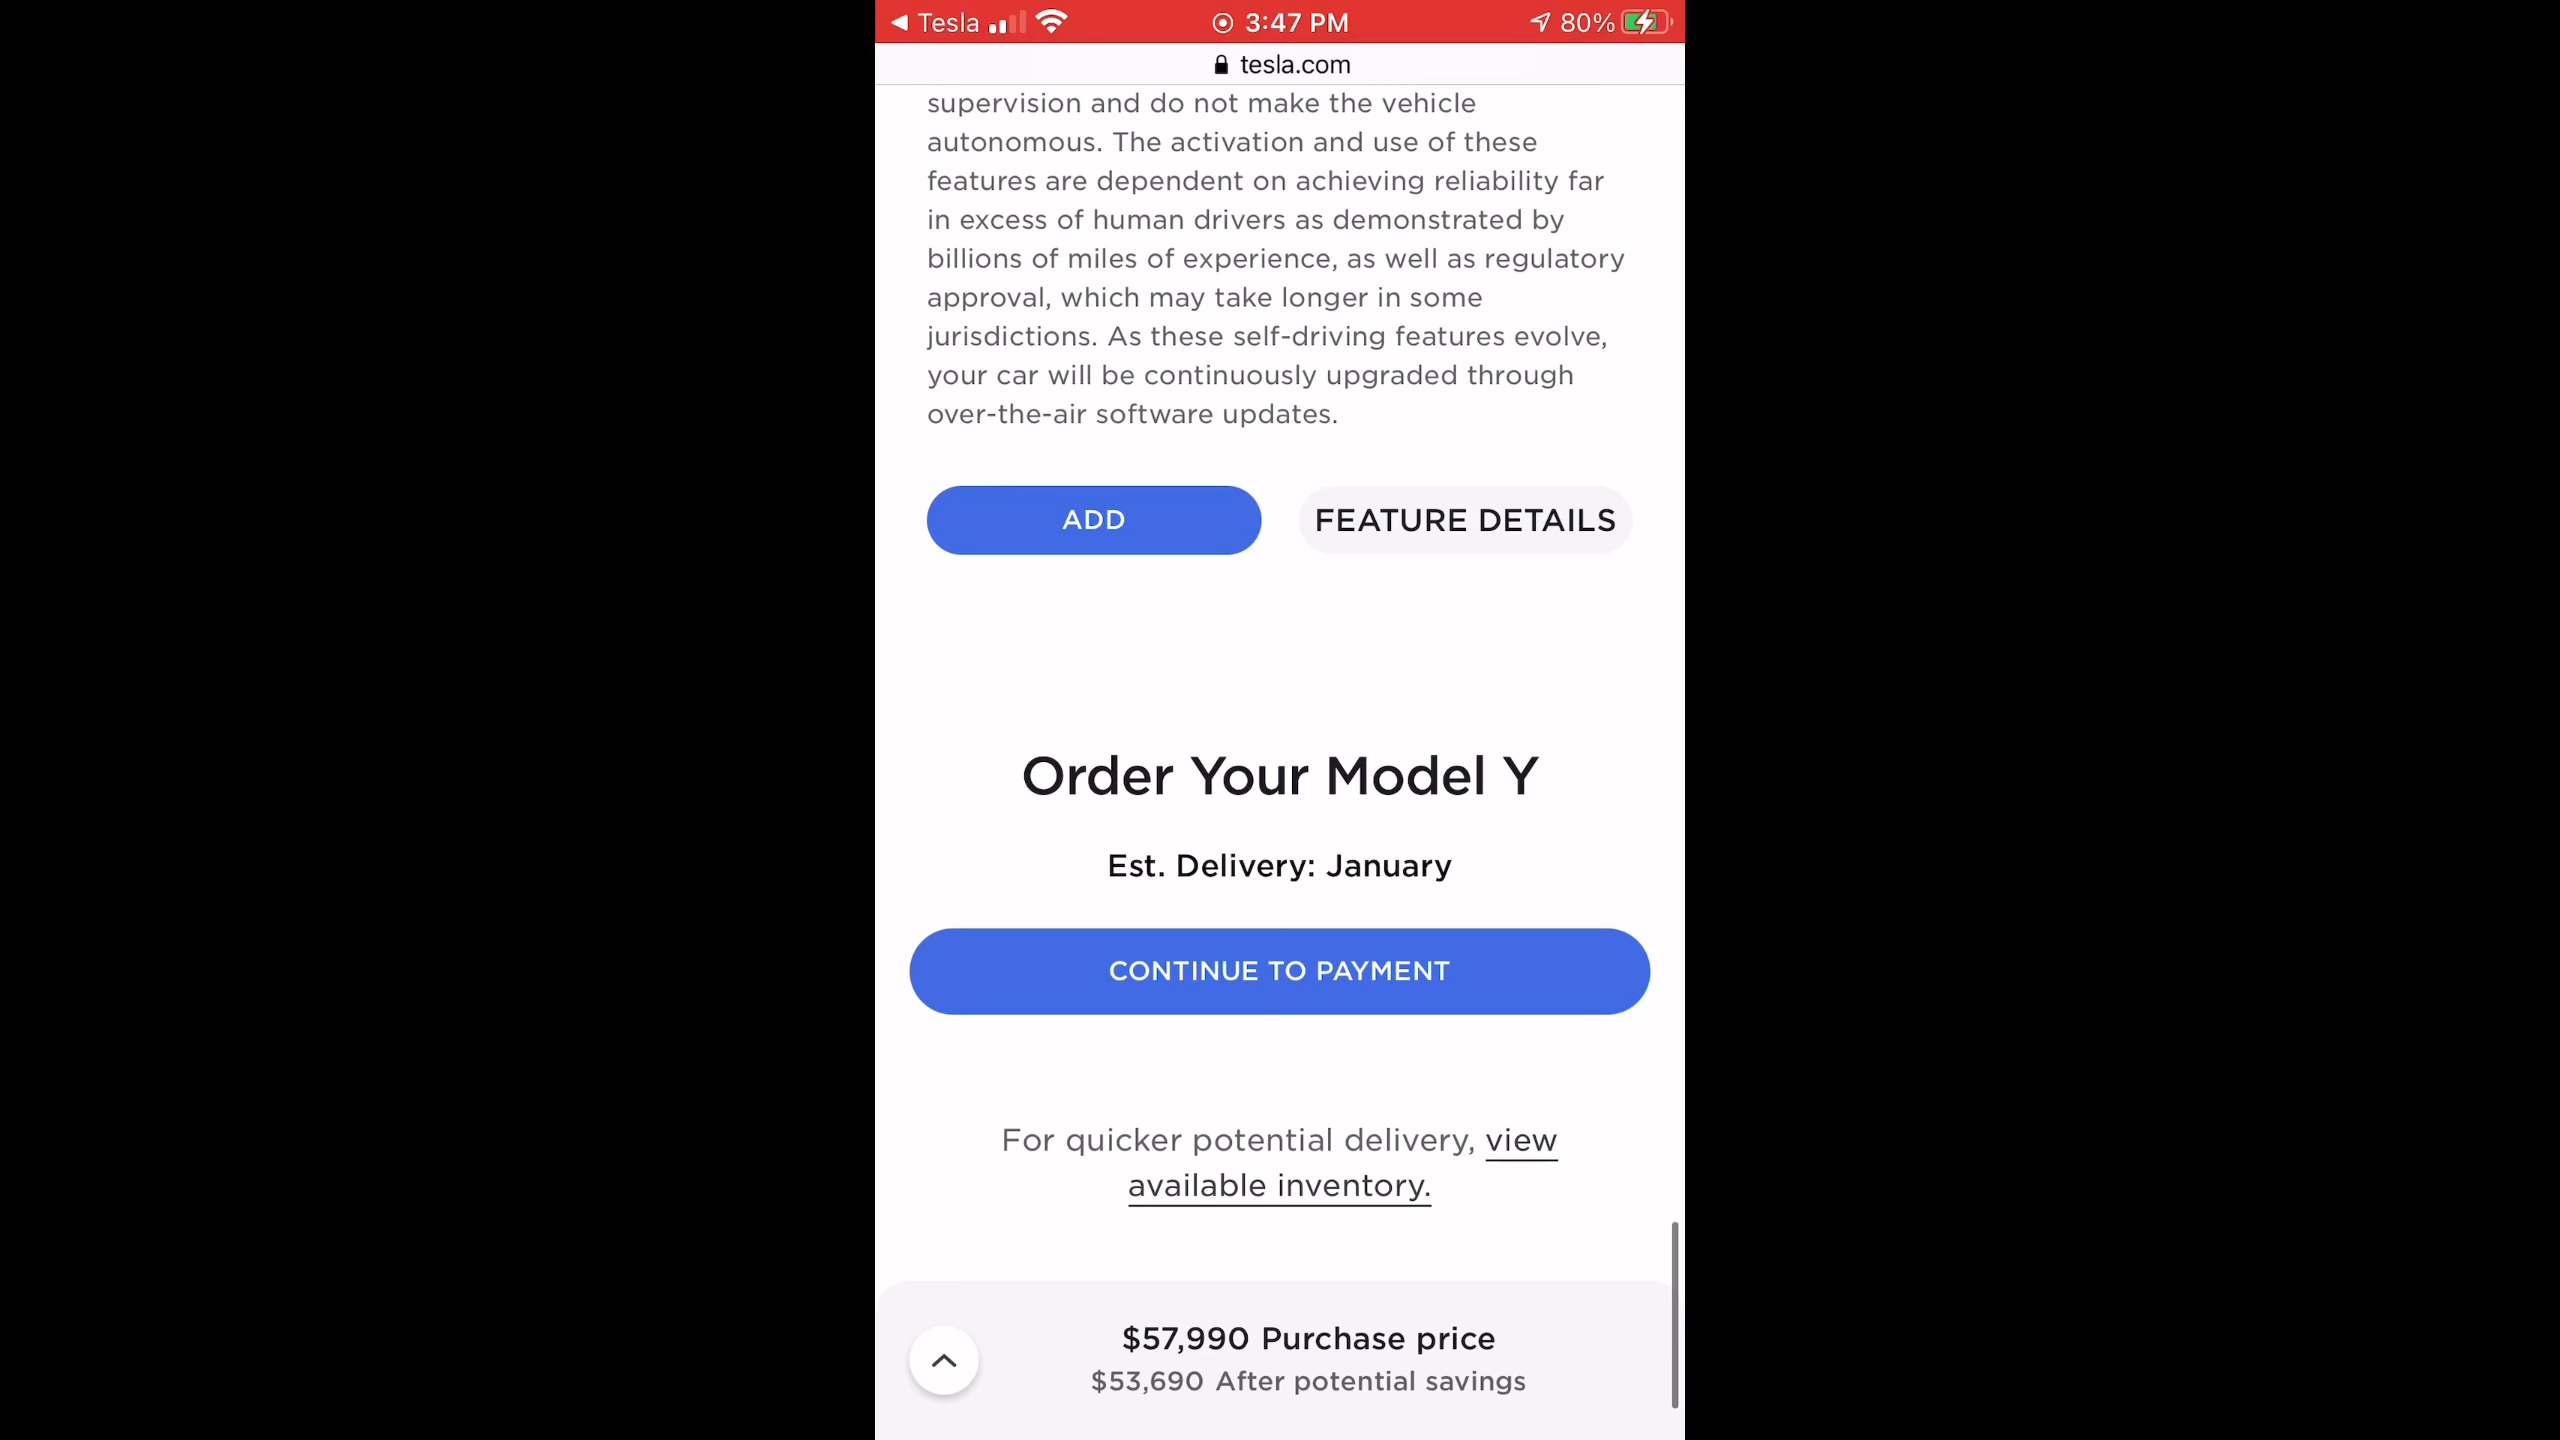 Tesla 3:47 PM 80%
tesla.com
supervision and do not make the vehicle
autonomous. The activation and use of these
features are dependent on achieving reliability far
in excess of human drivers as demonstrated by
billions of miles of experience, as well as regulatory
approval, which may take longer in some
jurisdictions. As these self-driving features evolve,
your car will be continuously upgraded through
over-the-air software updates.
ADD FEATURE DETAILS
Order Your Model Y
Est. Delivery: January
CONTINUE TO PAYMENT
For quicker potential delivery, view
available inventory.
$57,990 Purchase price
$53,690 After potential savings